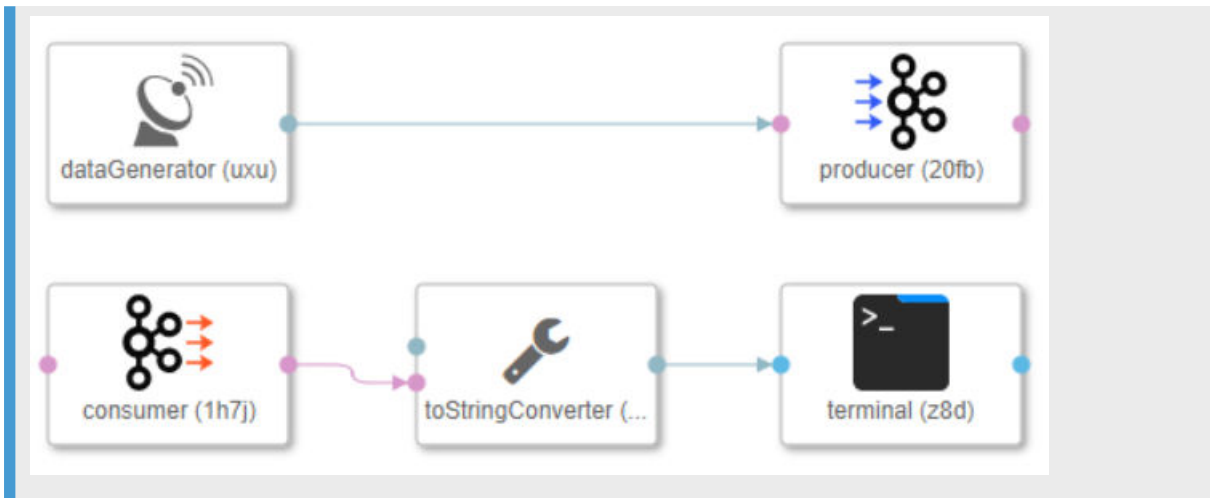 dataGenerator (uxu)
producer (20fb)
>_
consumer (1h7j)
toStringConverter (...
terminal (z8d)